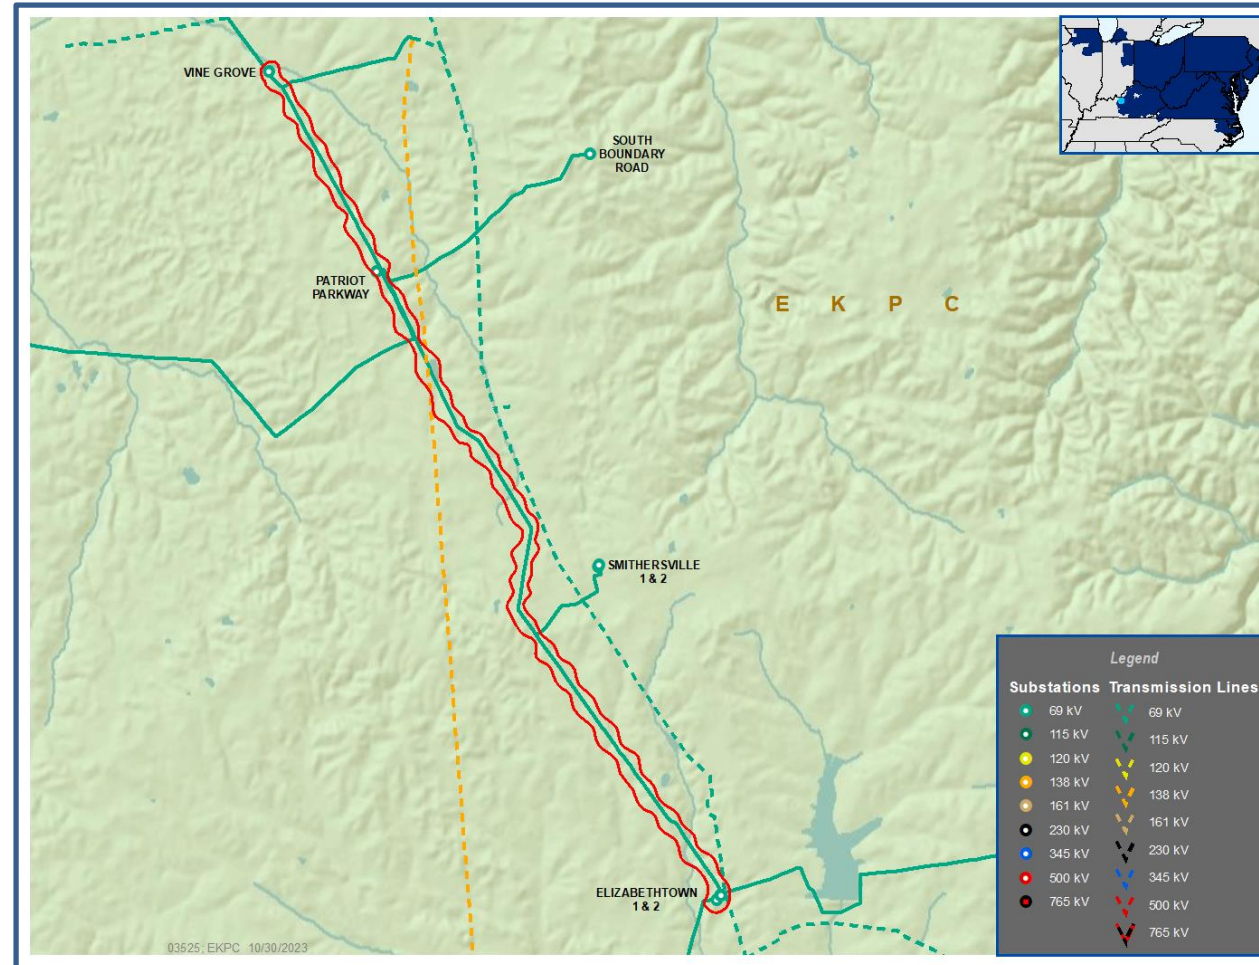 VINE GROVE
SOUTH
BOUNDARY
ROAD
PATRIOT
PARKWAY
E K P C
SMITHERSVILLE
1 & 2
ELIZABETHTOWN
1 & 2
03525; EKPC 10/30/2023
Legend
Substations Transmission Lines
69 kV 69 kV
115 kV 115 kV
120 kV 120 kV
138 kV 138 kV
161 kV 161 kV
230 kV 230 kV
345 kV 345 kV
500 kV 500 kV
765 kV 765 kV